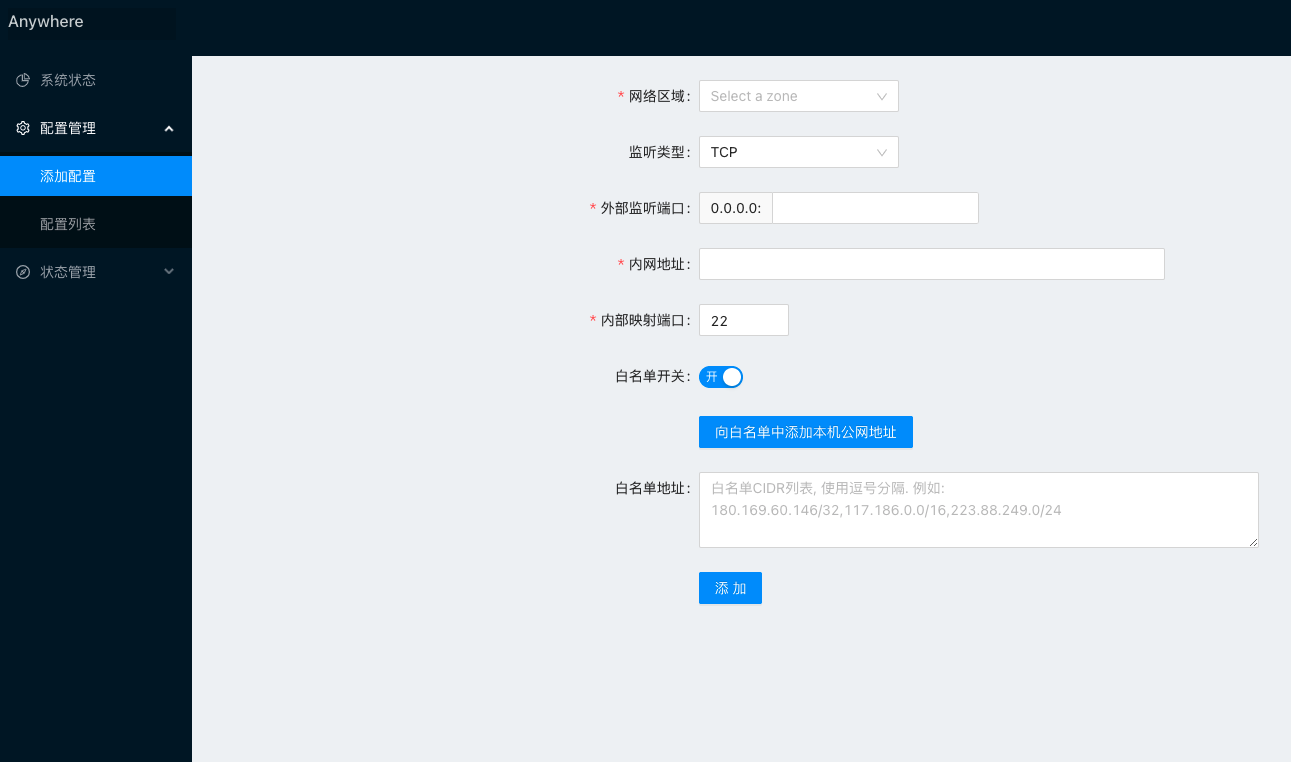 Anywhere
系统状态
配置管理
添加配置
配置列表
状态管理
* 网络区域: Select a zone
监听类型: TCP
* 外部监听端口: 0.0.0.0:
* 内网地址:
* 内部映射端口: 22
白名单开关: 开
向白名单中添加本机公网地址
白名单地址: 白名单CIDR列表, 使用逗号分隔. 例如:
180.169.60.146/32,117.186.0.0/16,223.88.249.0/24
添 加